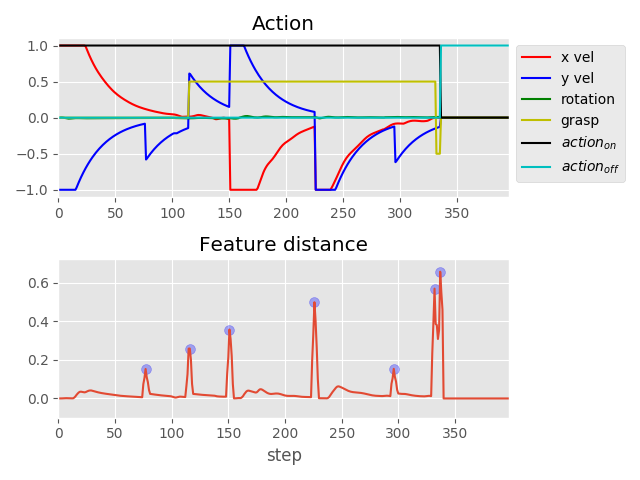 Action
1.0
0.5
0.0
−0.5
−1.0
0 50 100 150 200 250 300 350
x vel
y vel
rotation
grasp
action_on
action_off
Feature distance
0.6
0.4
0.2
0.0
0 50 100 150 200 250 300 350
step